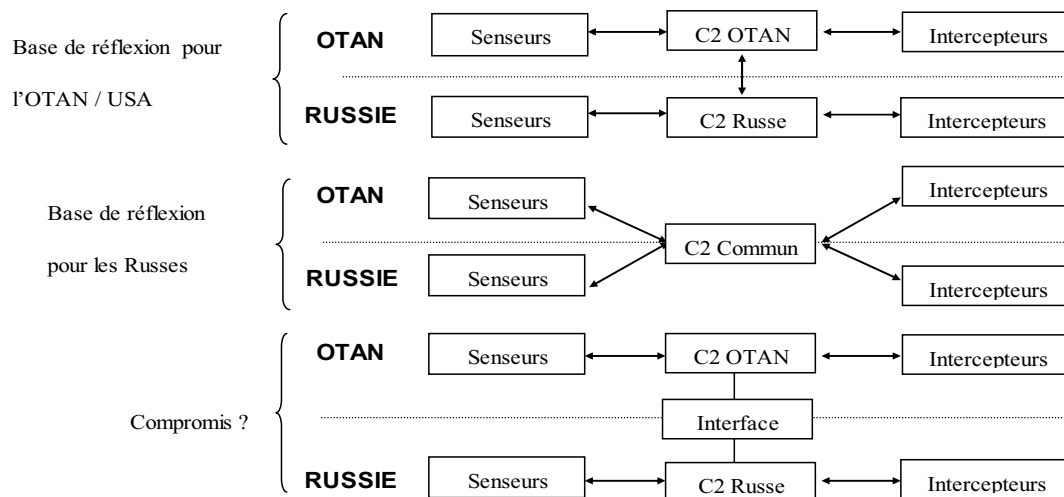 Base de réflexion pour
l'OTAN / USA
OTAN
Senseurs
C2 OTAN
Intercepteurs
RUSSIE
Senseurs
C2 Russe
Intercepteurs
Base de réflexion
pour les Russes
OTAN
Senseurs
Intercepteurs
C2 Commun
RUSSIE
Senseurs
Intercepteurs
Compromis ?
OTAN
Senseurs
C2 OTAN
Intercepteurs
Interface
RUSSIE
Senseurs
C2 Russe
Intercepteurs